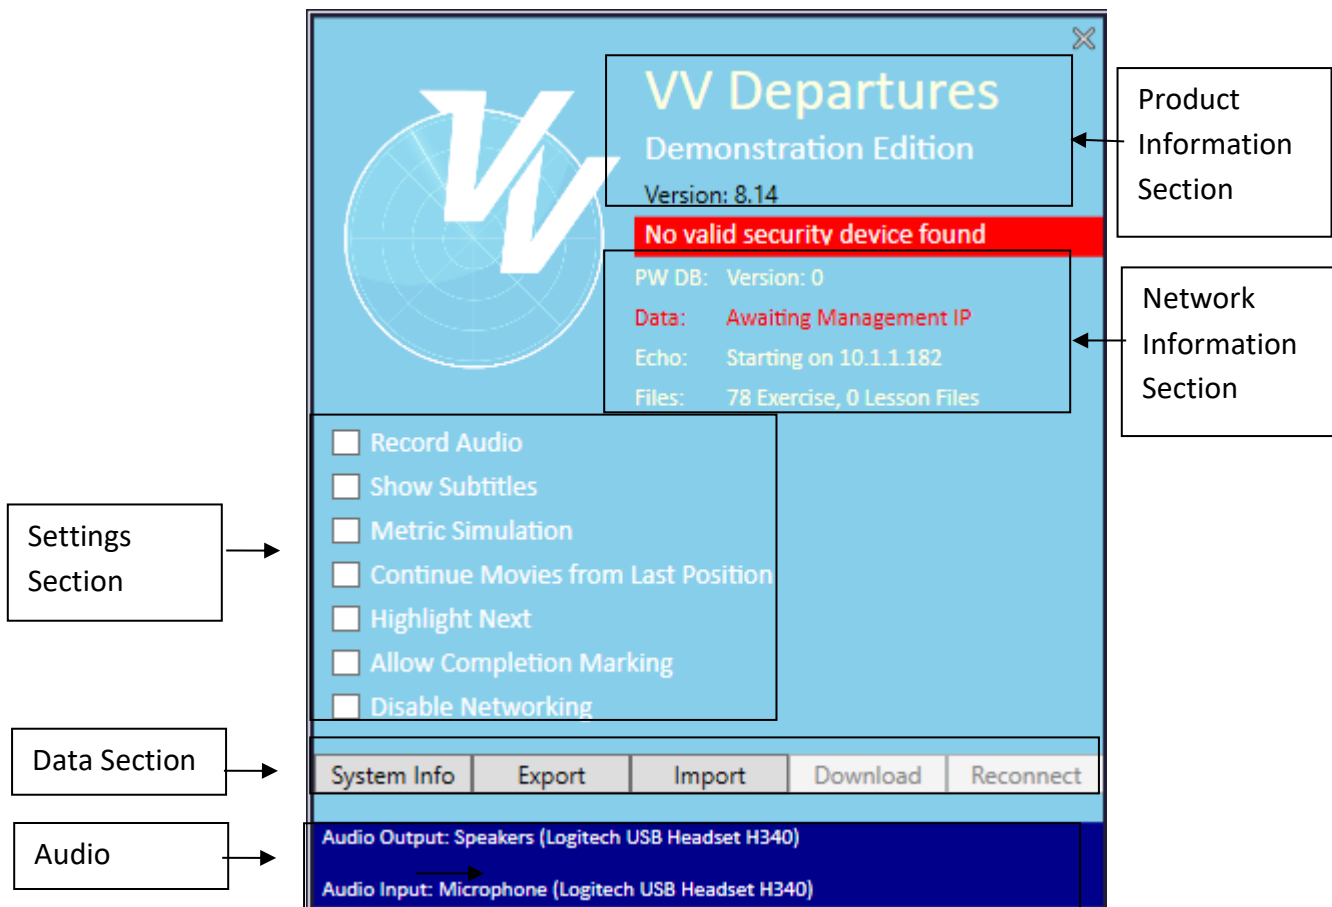 VV
VV Departures
Demonstration Edition
Version: 8.14
Product
Information
Section
No valid security device found
PW DB: Version: 0
Data: Awaiting Management IP
Echo: Starting on 10.1.1.182
Files: 78 Exercise, 0 Lesson Files
Network
Information
Section
Record Audio
Show Subtitles
Metric Simulation
Continue Movies from Last Position
Highlight Next
Allow Completion Marking
Disable Networking
Settings
Section
Data Section
System Info Export Import Download Reconnect
Audio
Audio Output: Speakers (Logitech USB Headset H340)
Audio Input: Microphone (Logitech USB Headset H340)